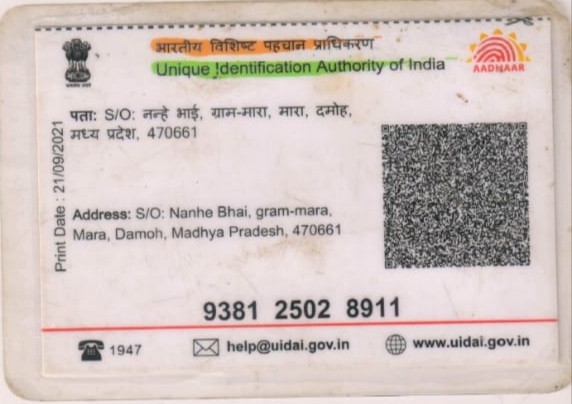 भारतीय विशिष्ट पहचान प्राधिकरण
Unique Identification Authority of India
AADHAAR
पता: S/O: नन्हे भाई, ग्राम-मारा, मारा, दमोह,
मध्य प्रदेश, 470661
Print Date : 21/09/2021
Address: S/O: Nanhe Bhai, gram-mara,
Mara, Damoh, Madhya Pradesh, 470661
9381 2502 8911
1947
help@uidai.gov.in
www.uidai.gov.in